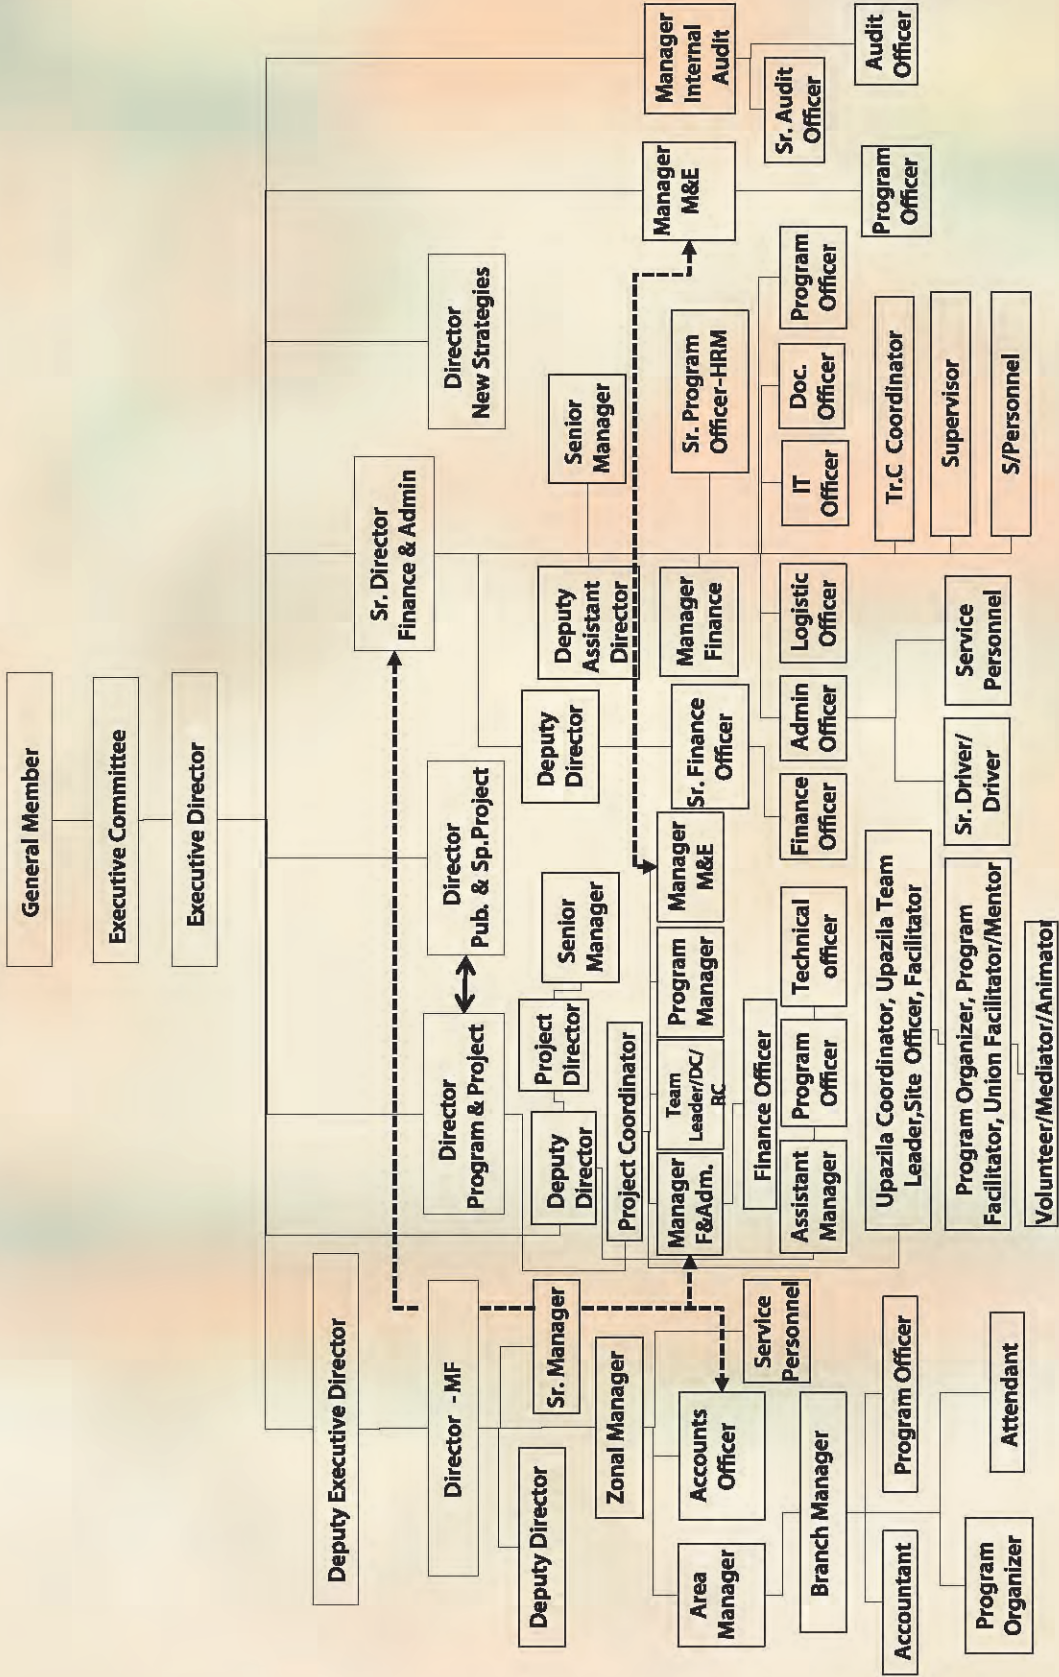 General Member
Executive Committee
Executive Director
Deputy Executive Director
Sr. Director
Finance & Admin
Director - MF
Director
Program & Project
Director
Pub. & Sp.Project
Director
New Strategies
Deputy Director
Sr. Manager
Deputy
Director
Project
Director
Senior
Manager
Deputy
Director
Deputy
Assistant
Director
Senior
Manager
Zonal Manager
Project Coordinator
Area
Manager
Accounts
Officer
Manager
F&Adm.
Team
Leader/DC/
RC
Program
Manager
Manager
M&E
Sr. Finance
Officer
Manager
Finance
Sr. Program
Officer-HRM
Manager
M&E
Manager
Internal
Audit
Service
Personnel
Finance Officer
Sr. Audit
Officer
Branch Manager
Assistant
Manager
Program
Officer
Technical
officer
Finance
Officer
Admin
Officer
Logistic
Officer
IT
Officer
Doc.
Officer
Program
Officer
Program
Officer
Audit
Officer
Accountant
Program Officer
Upazila Coordinator, Upazila Team
Leader,Site Officer, Facilitator
Tr.C Coordinator
Program Organizer, Program
Facilitator, Union Facilitator/Mentor
Sr. Driver/
Driver
Service
Personnel
Supervisor
Program
Organizer
Attendant
Volunteer/Mediator/Animator
S/Personnel